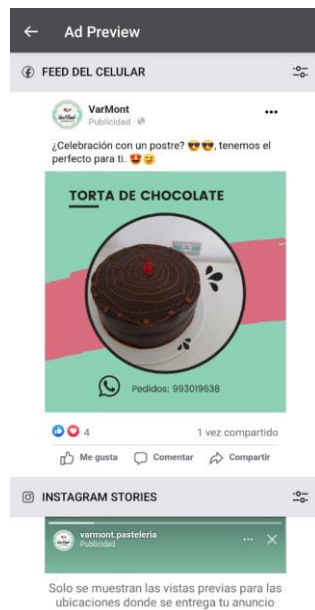 Ad Preview
FEED DEL CELULAR
VarMont
Publicidad ·
¿Celebración con un postre? 😎😎, tenemos el
perfecto para ti. 🤩😋
TORTA DE CHOCOLATE
Pedidos: 993019638
4
1 vez compartido
Me gusta
Comentar
Compartir
INSTAGRAM STORIES
varmont.pasteleria
Publicidad
Solo se muestran las vistas previas para las
ubicaciones donde se entrega tu anuncio